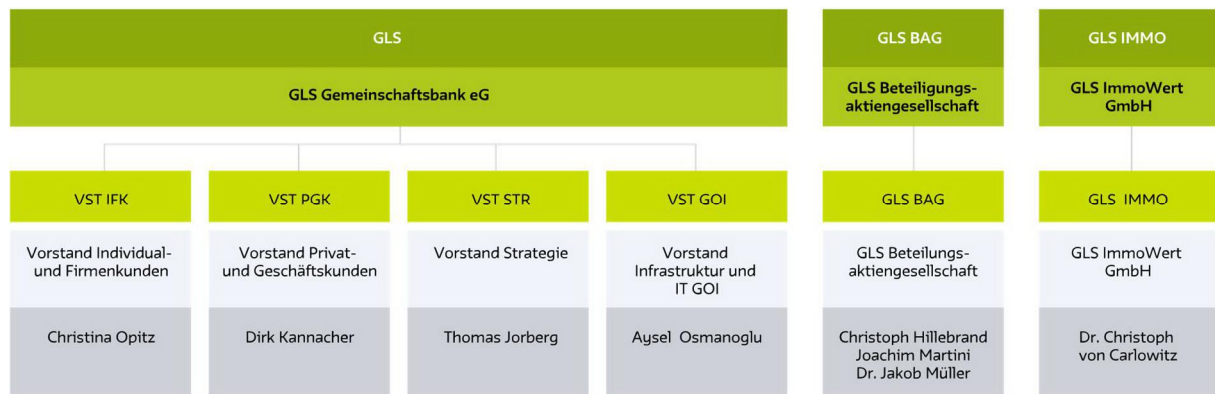 GLS
GLS BAG
GLS IMMO
GLS Gemeinschaftsbank eG
GLS Beteiligungs-
aktiengesellschaft
GLS ImmoWert
GmbH
VST IFK
VST PGK
VST STR
VST GOI
GLS BAG
GLS IMMO
Vorstand Individual-
und Firmenkunden
Vorstand Privat-
und Geschäftskunden
Vorstand Strategie
Vorstand
Infrastruktur und
IT GOI
GLS Beteilungs-
aktiengesellschaft
GLS ImmoWert
GmbH
Christina Opitz
Dirk Kannacher
Thomas Jorberg
Aysel Osmanoglu
Christoph Hillebrand
Joachim Martini
Dr. Jakob Müller
Dr. Christoph
von Carlowitz